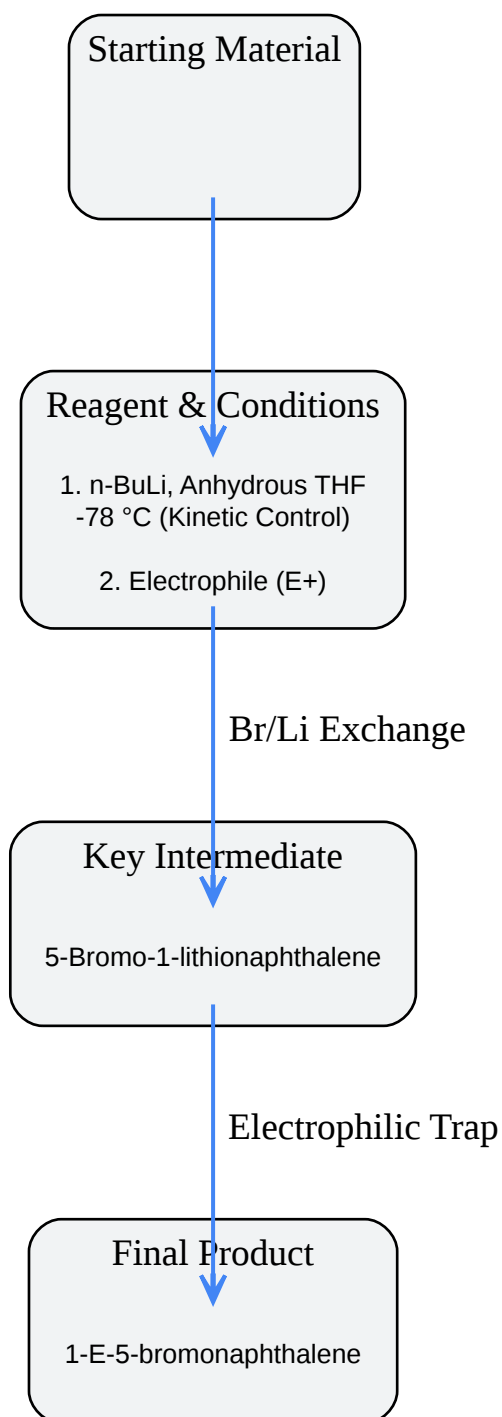 Starting Material
Reagent & Conditions
1. n-BuLi, Anhydrous THF
-78 °C (Kinetic Control)
2. Electrophile (E+)
Br/Li Exchange
Key Intermediate
5-Bromo-1-lithionaphthalene
Electrophilic Trap
Final Product
1-E-5-bromonaphthalene